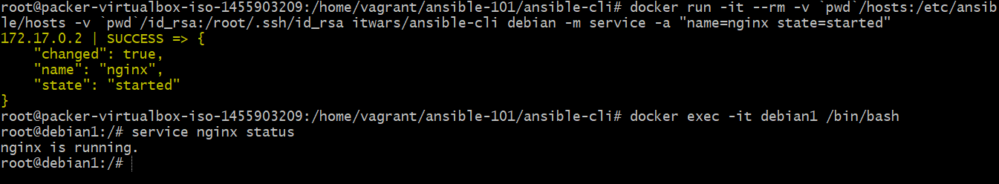 root@packer-virtualbox-iso-1455903209:/home/vagrant/ansible-101/ansible-cli# docker run -it --rm -v `pwd`/hosts:/etc/ansib
le/hosts -v `pwd`/id_rsa:/root/.ssh/id_rsa itwars/ansible-cli debian -m service -a "name=nginx state=started"
172.17.0.2 | SUCCESS => {
    "changed": true,
    "name": "nginx",
    "state": "started"
}
root@packer-virtualbox-iso-1455903209:/home/vagrant/ansible-101/ansible-cli# docker exec -it debian1 /bin/bash
root@debian1:/# service nginx status
nginx is running.
root@debian1:/#